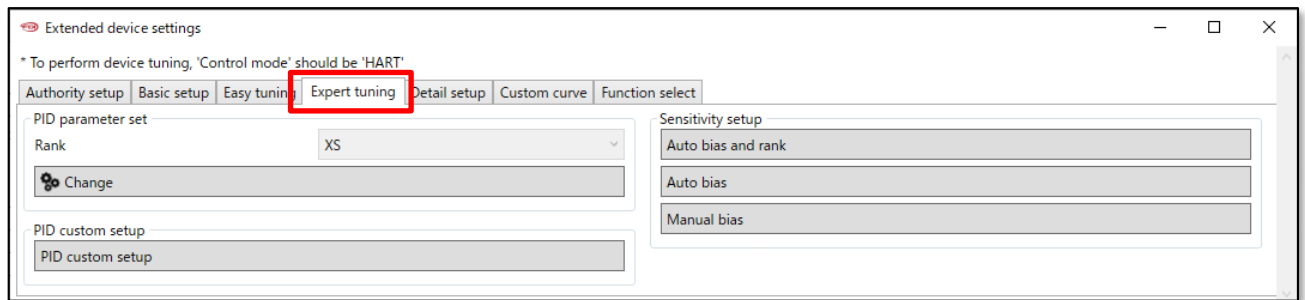 Extended device settings
* To perform device tuning, 'Control mode' should be 'HART'
Authority setup Basic setup Easy tuning Expert tuning Detail setup Custom curve Function select
PID parameter set
Rank XS
Change
PID custom setup
PID custom setup
Sensitivity setup
Auto bias and rank
Auto bias
Manual bias